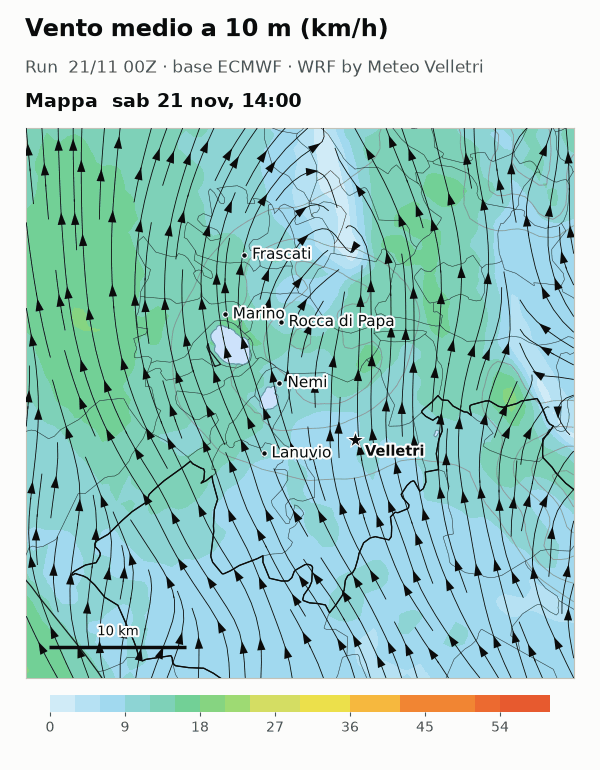 Vento medio a 10 m (km/h)
Run  21/11 00Z · base ECMWF · WRF by Meteo Velletri
Mappa  sab 21 nov, 14:00
Frascati
Marino
Rocca di Papa
Nemi
Velletri
Lanuvio
10 km
0 9 18 27 36 45 54